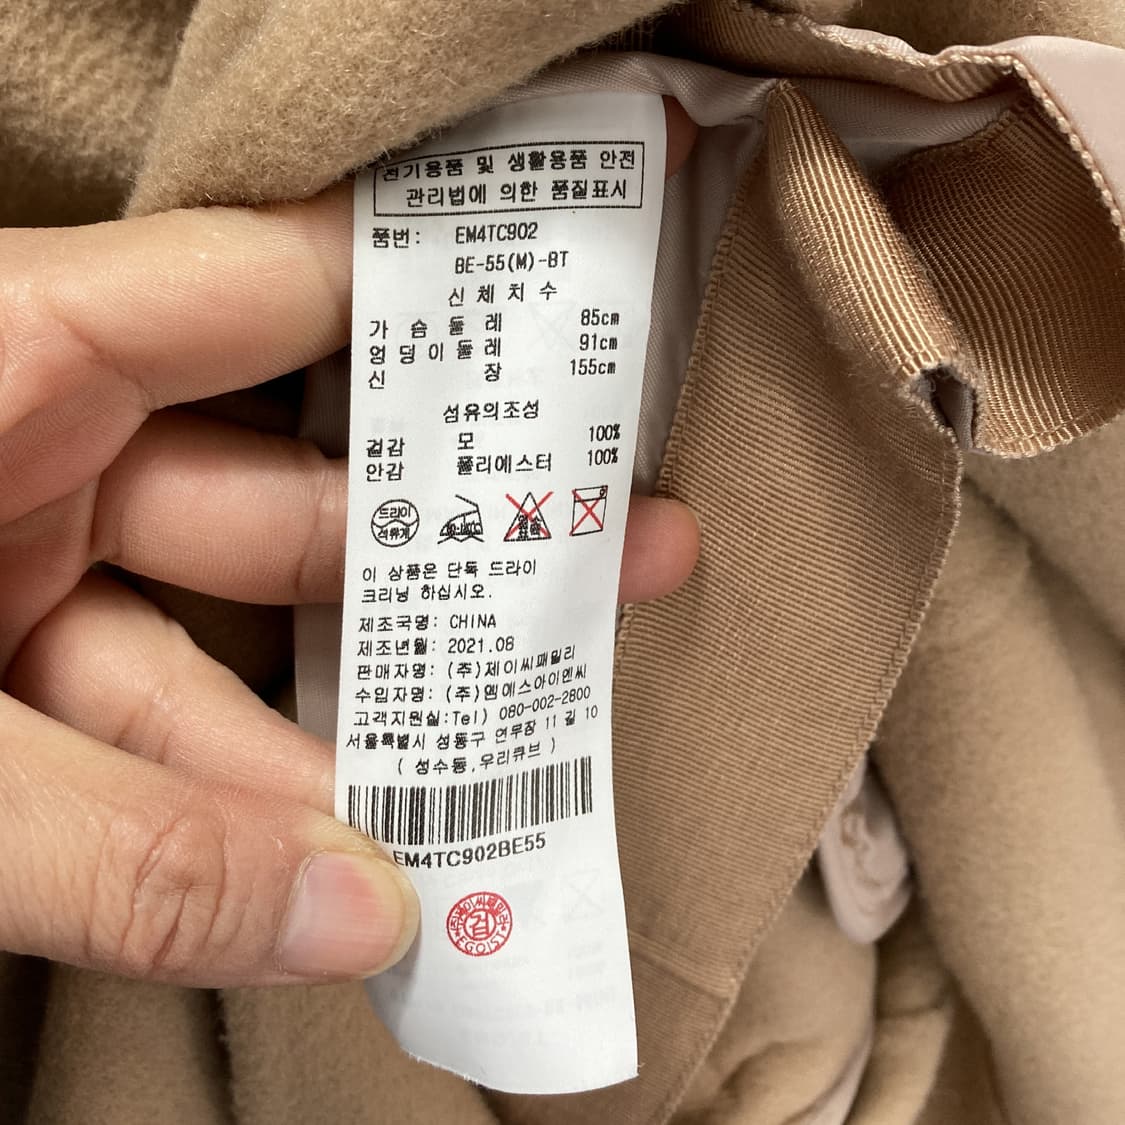 전기용품 및 생활용품 안전
관리법에 의한 품질표시
품번: EM4TC902
BE-55(M)-BT
신체치수
가슴둘레 85cm
엉덩이둘레 91cm
신장 155cm
섬유의조성
겉감 모 100%
안감 폴리에스터 100%
드라이
석유계
이 상품은 단독 드라이
크리닝 하십시오.
제조국명: CHINA
제조년월: 2021.08
판매자명: (주)제이씨패밀리
수입자명: (주)엠에스아이엔씨
고객지원실:Tel) 080-002-2800
서울특별시 성동구 연무장 11 길 10
( 성수동,우리큐브 )
EM4TC902BE55
검
EGOIST